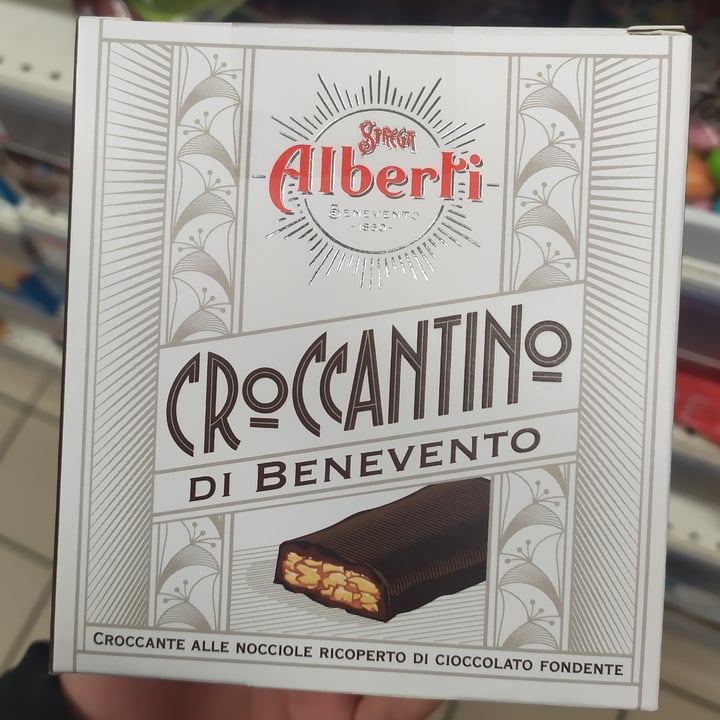 STREGA
Alberti
BENEVENTO
-1860-
CROCCANTINO
DI BENEVENTO
CROCCANTE ALLE NOCCIOLE RICOPERTO DI CIOCCOLATO FONDENTE